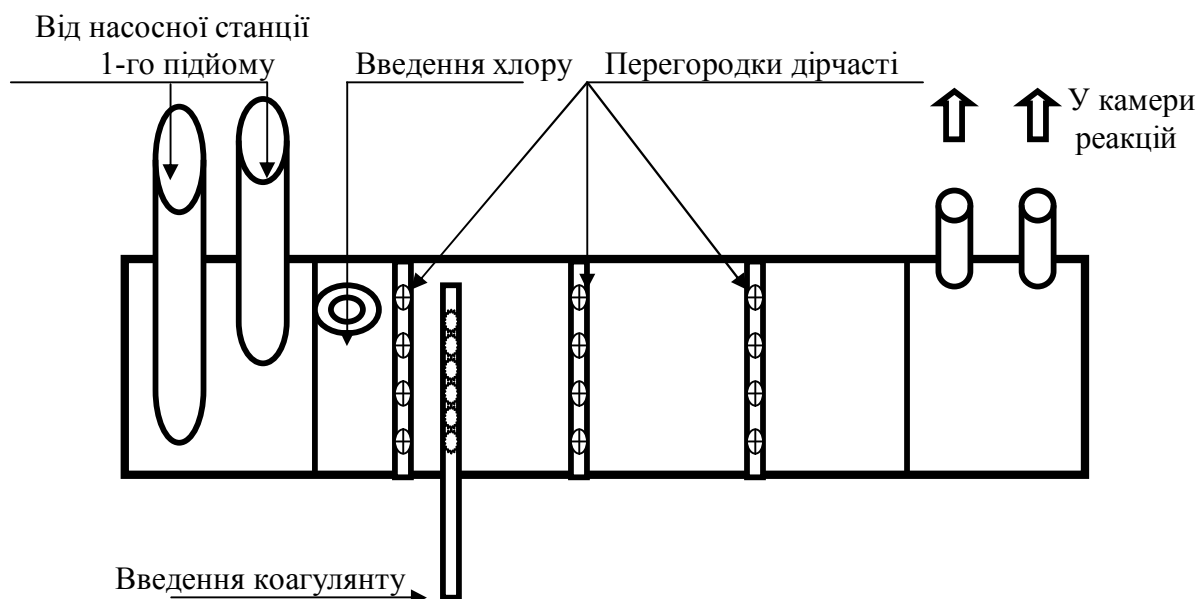 Від насосної станції
1-го підйому
Введення хлору
Перегородки дірчасті
У камери
реакцій
Введення коагулянту